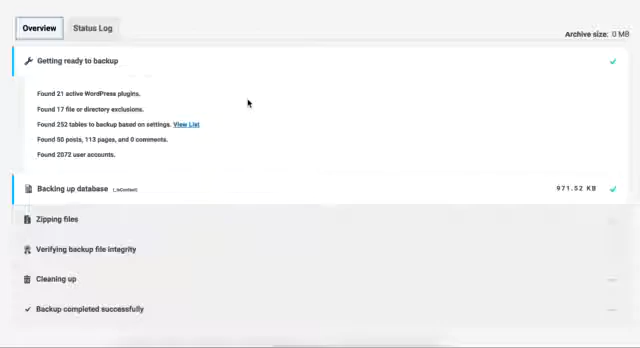 Overview
Status Log
Archive size: 0 MB
Getting ready to backup
Found 21 active WordPress plugins.
Found 17 file or directory exclusions.
Found 252 tables to backup based on settings. View List
Found 50 posts, 113 pages, and 0 comments.
Found 2072 user accounts.
Backing up database
971.52 KB
Zipping files
Verifying backup file integrity
Cleaning up
Backup completed successfully